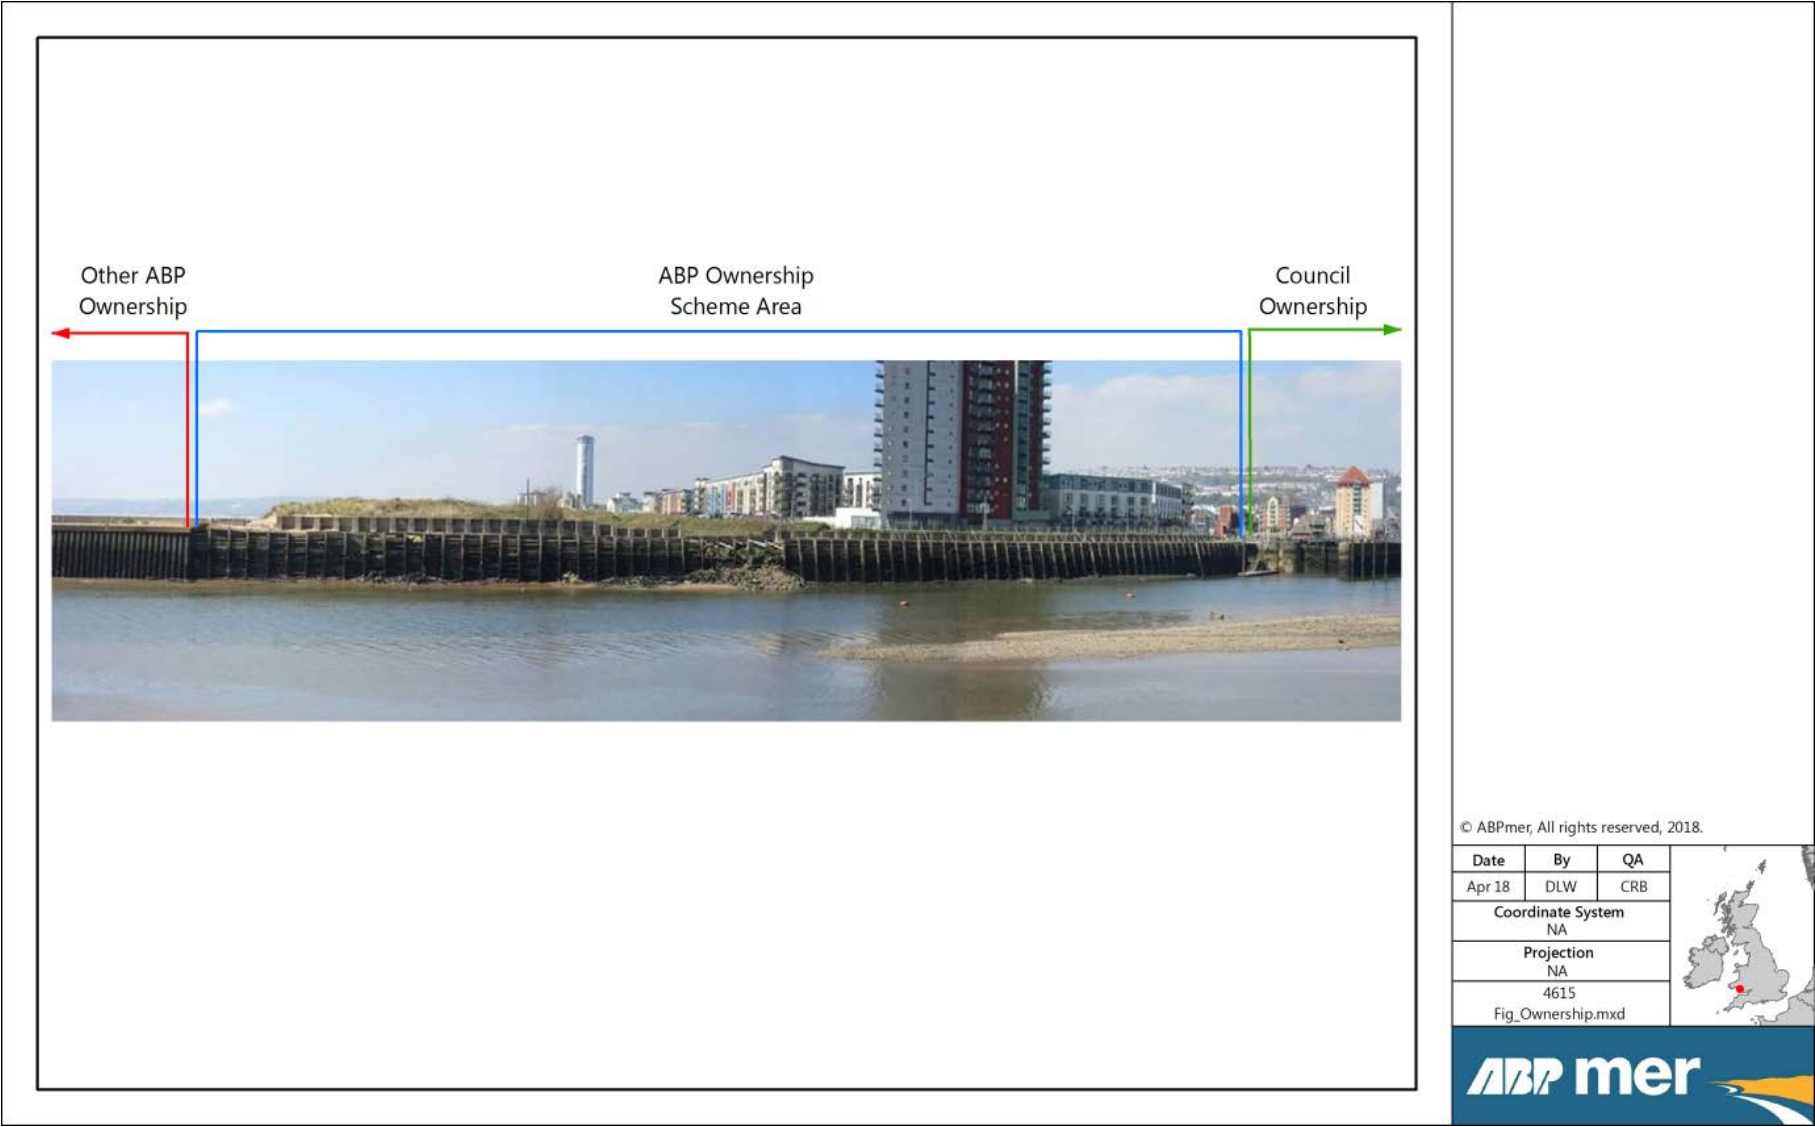 Other ABP
Ownership
ABP Ownership
Scheme Area
Council
Ownership
© ABPmer, All rights reserved, 2018.
Date By QA
Apr 18 DLW CRB
Coordinate System
NA
Projection
NA
4615
Fig_Ownership.mxd
ABP mer